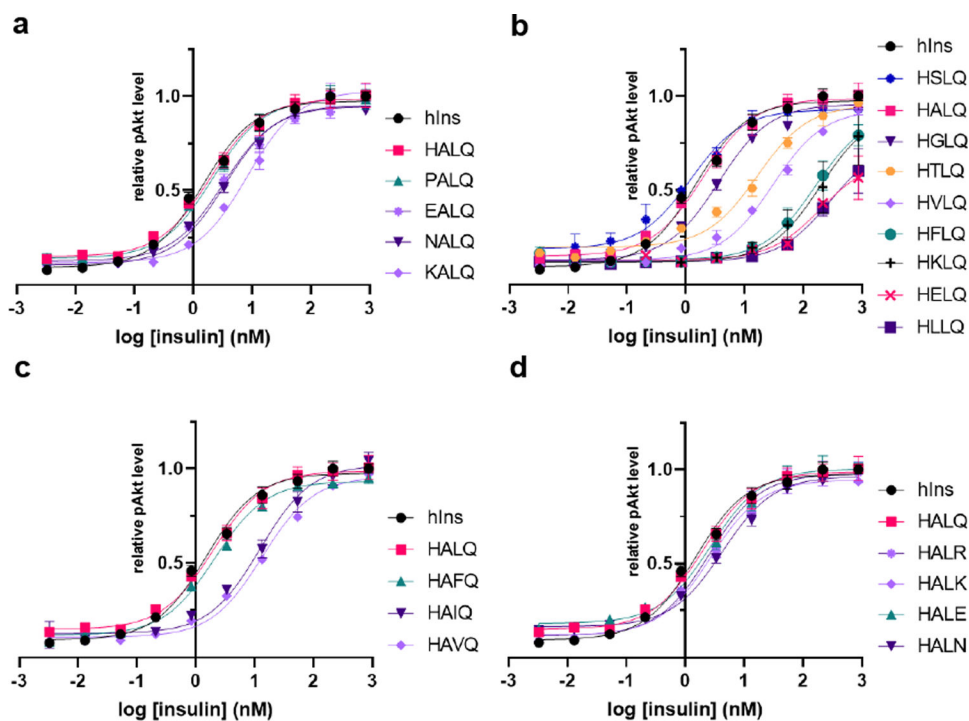 a
relative pAkt level
1.0
0.5
-3 -2 -1 0 1 2 3
log [insulin] (nM)
hIns
HALQ
PALQ
EALQ
NALQ
KALQ
b
relative pAkt level
1.0
0.5
-3 -2 -1 0 1 2 3
log [insulin] (nM)
hIns
HSLQ
HALQ
HGLQ
HTLQ
HVLQ
HFLQ
HKLQ
HELQ
HLLQ
c
relative pAkt level
1.0
0.5
-3 -2 -1 0 1 2 3
log [insulin] (nM)
hIns
HALQ
HAFQ
HAIQ
HAVQ
d
relative pAkt level
1.0
0.5
-3 -2 -1 0 1 2 3
log [insulin] (nM)
hIns
HALQ
HALR
HALK
HALE
HALN